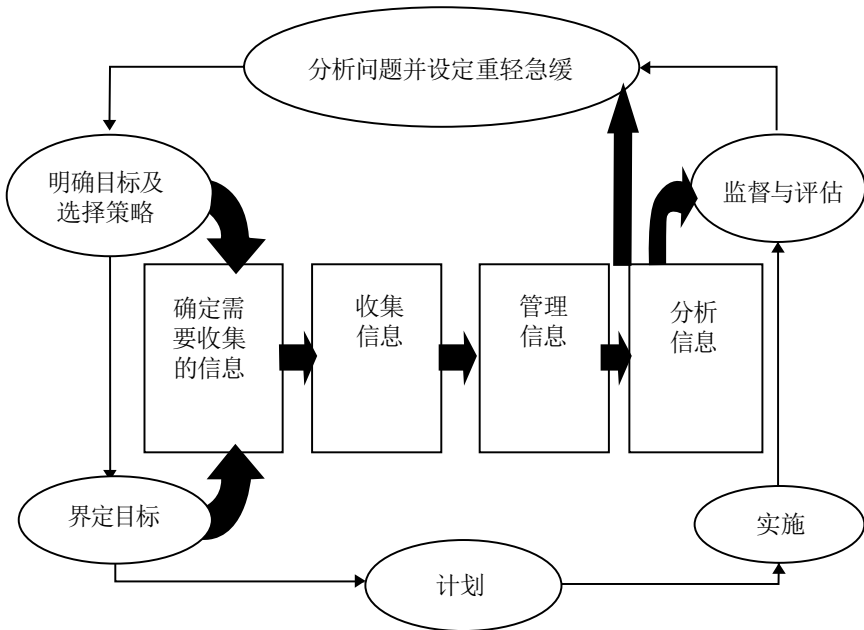 分析问题并设定重轻急缓
明确目标及
选择策略
监督与评估
确定需
要收集
的信息
收集
信息
管理
信息
分析
信息
界定目标
实施
计划